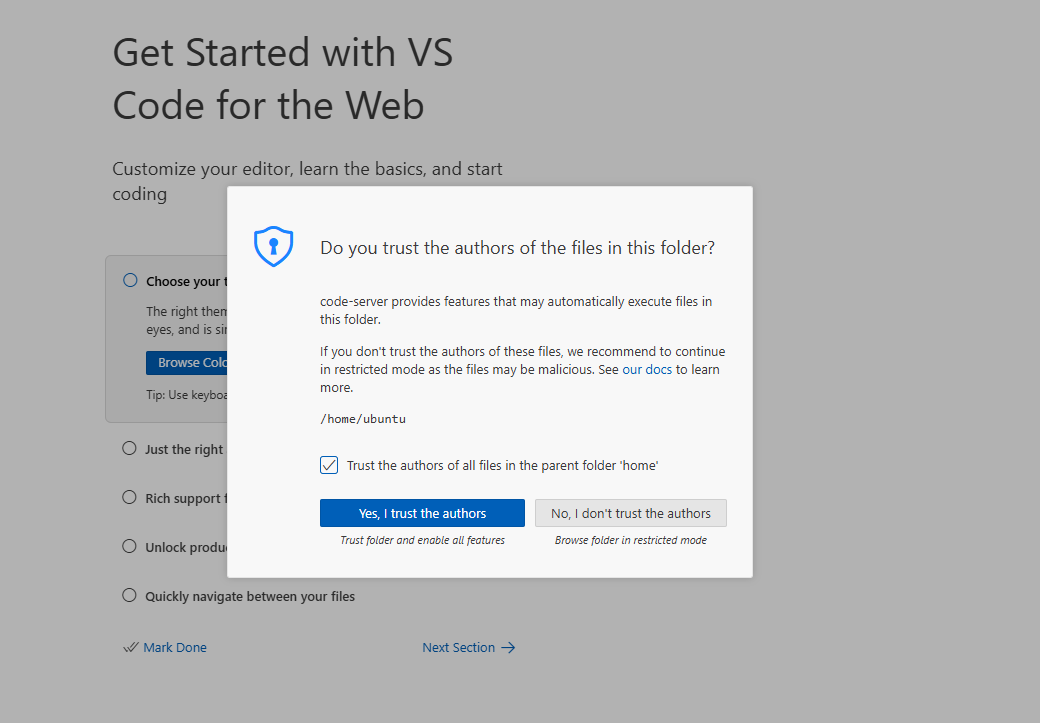 Get Started with VS
Code for the Web
Customize your editor, learn the basics, and start
coding
Choose your
The right
eyes, and is
Browse
Tip: Use
Just the right
Rich support
Unlock
Quickly navigate between your files
Mark Done
Next Section
Do you trust the authors of the files in this folder?
code-server provides features that may automatically execute files in
this folder.
If you don't trust the authors of these files, we recommend to continue
in restricted mode as the files may be malicious. See our docs to learn
more.
/home/ubuntu
Trust the authors of all files in the parent folder 'home'
Yes, I trust the authors
No, I don't trust the authors
Trust folder and enable all features
Browse folder in restricted mode